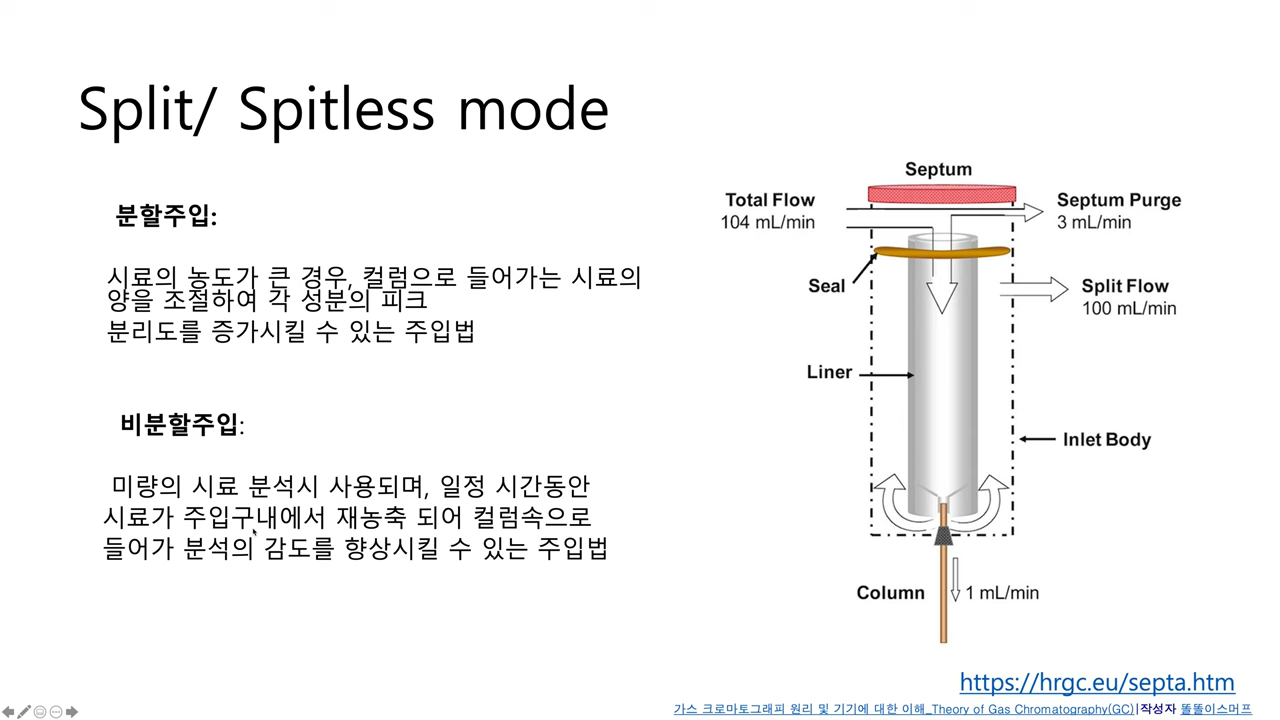 Split/ Spitless mode
분할주입:
시료의 농도가 큰 경우, 컬럼으로 들어가는 시료의
양을 조절하여 각 성분의 피크
분리도를 증가시킬 수 있는 주입법
비분할주입:
미량의 시료 분석시 사용되며, 일정 시간동안
시료가 주입구내에서 재농축 되어 컬럼속으로
들어가 분석의 감도를 향상시킬 수 있는 주입법
Septum
Total Flow
104 mL/min
Septum Purge
3 mL/min
Seal
Split Flow
100 mL/min
Liner
Inlet Body
Column
1 mL/min
https://hrgc.eu/septa.htm
가스 크로마토그래피 원리 및 기기에 대한 이해_Theory of Gas Chromatography(GC)|작성자 똘똘이스머프